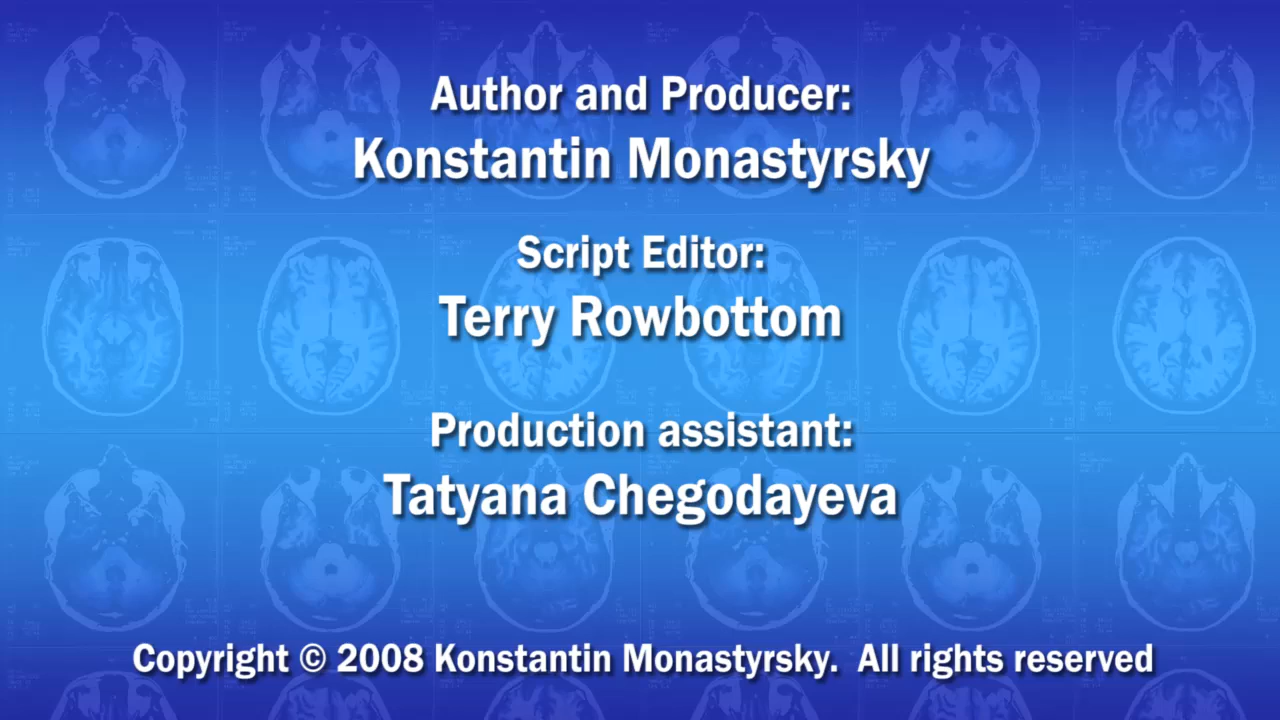 Author and Producer:
Konstantin Monastyrsky
Script Editor:
Terry Rowbottom
Production assistant:
Tatyana Chegodayeva
Copyright © 2008 Konstantin Monastyrsky. All rights reserved